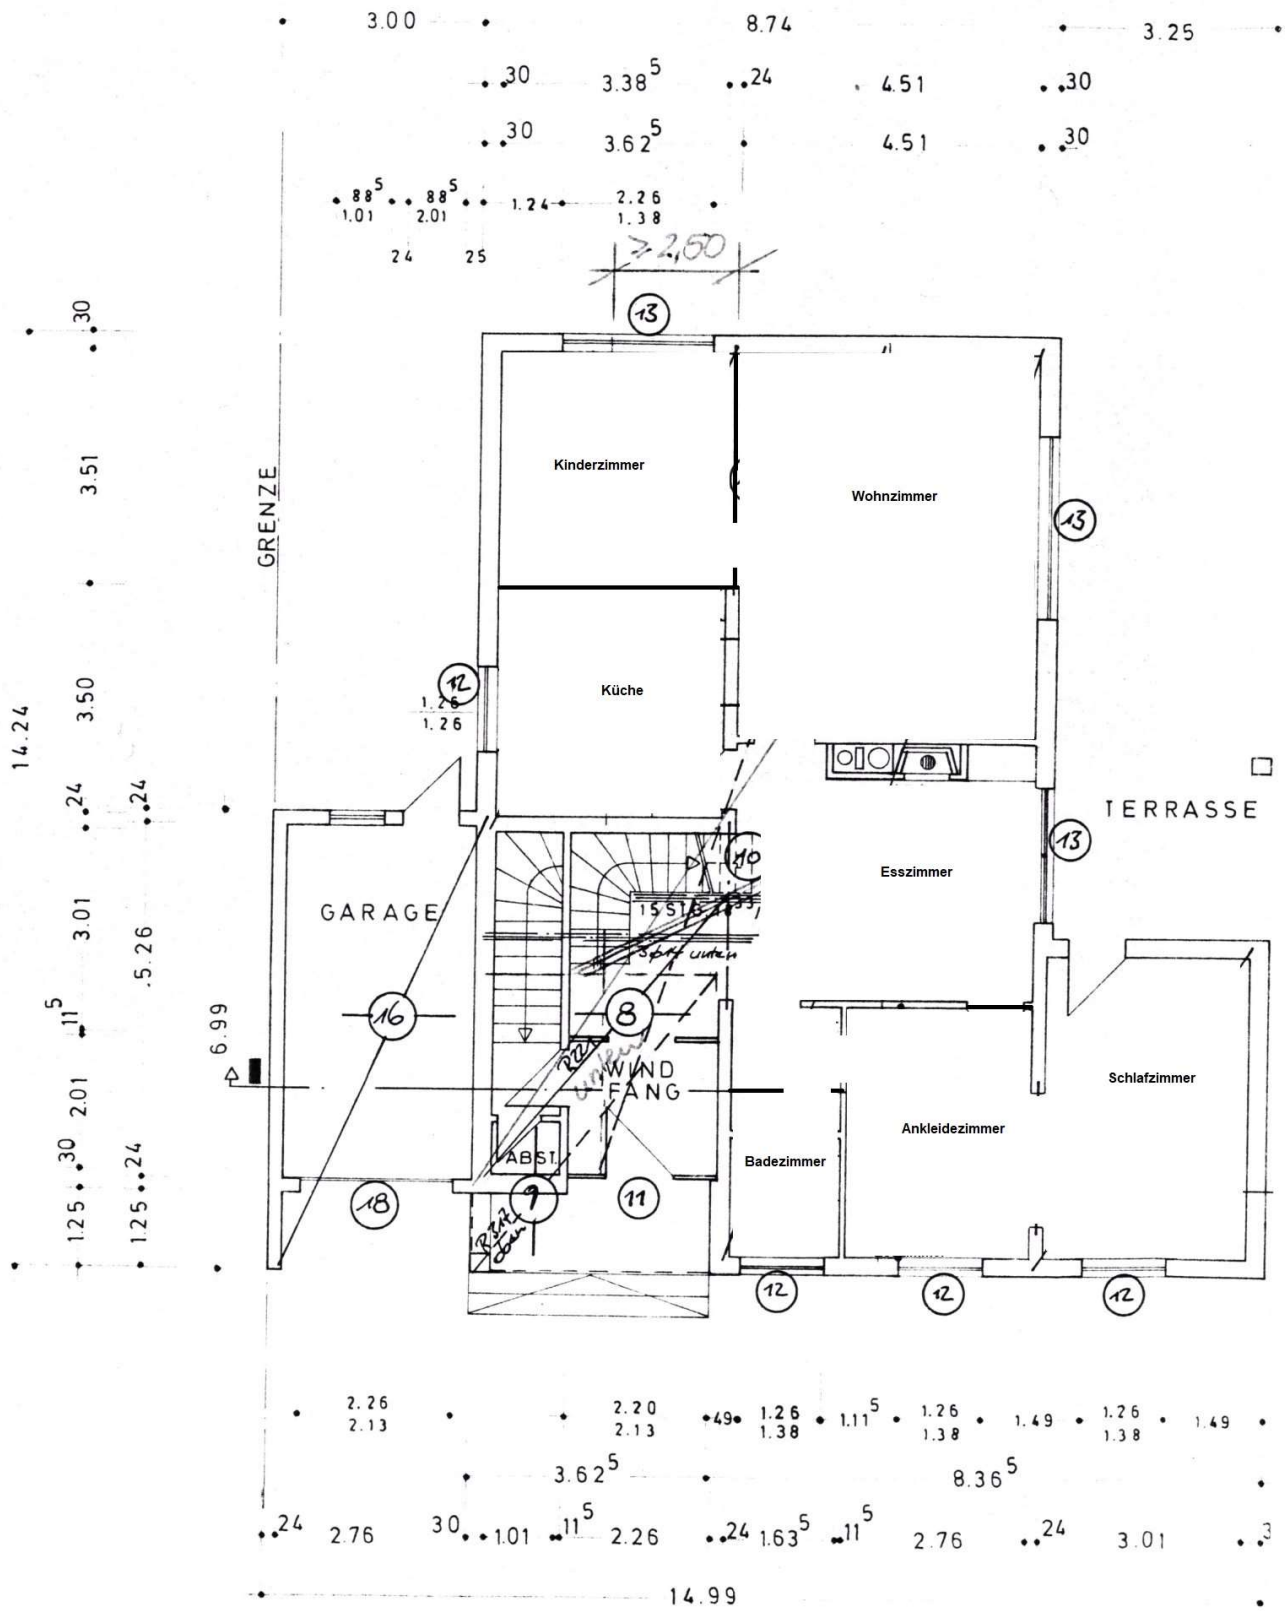 3.00 8.74 3.25
30 3.38⁵ 24 4.51 30
30 3.62⁵ 4.51 30
88⁵ 88⁵ 1.24 2.26
1.01 2.01 1.38
24 25
≥2,60
13
30
3.51
GRENZE
Kinderzimmer
Wohnzimmer
13
3.50
12
1.26
1.26
Küche
14.24
24
24
TERRASSE
13
10
Esszimmer
GARAGE
3.01
5.26
15 STG
unten
11⁵
6.99
16
8
WIND
FANG
unten
2.01
Schlafzimmer
Ankleidezimmer
Badezimmer
ABST.
30
24
1.25
1.25
18
9
11
oben
12
12
12
2.26 2.20 49 1.26 1.11⁵ 1.26 1.49 1.26 1.49
2.13 2.13 1.38 1.38 1.38
3.62⁵ 8.36⁵
24 2.76 30 1.01 11⁵ 2.26 24 1.63⁵ 11⁵ 2.76 24 3.01 3
14.99